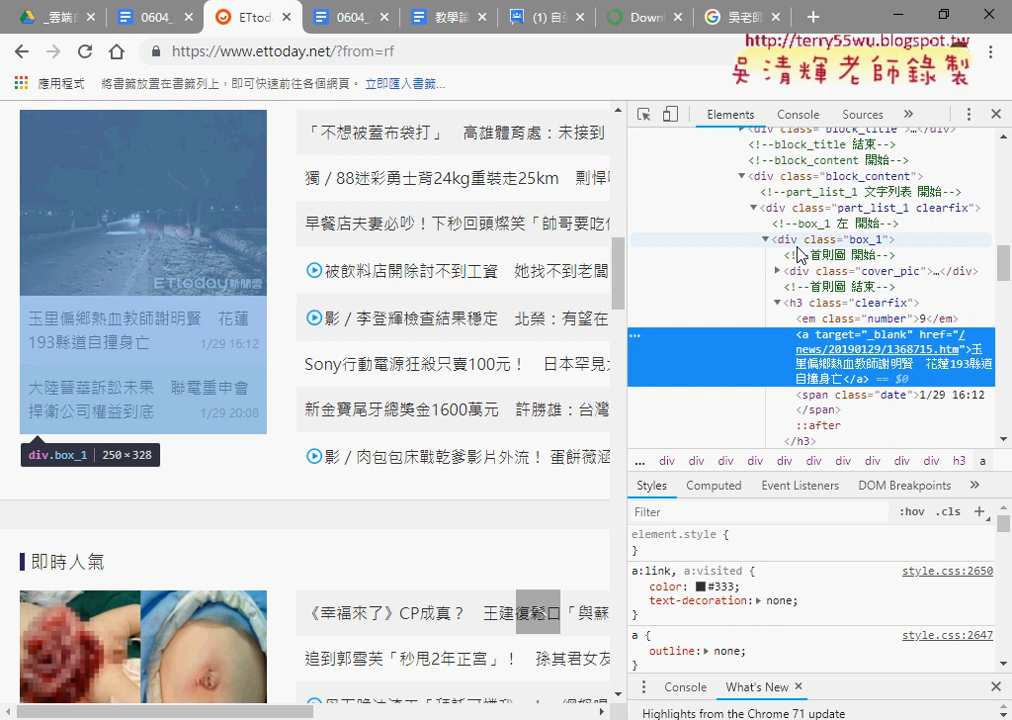 _雲端白
0604_
ETtod
0604_
教學論
(1) 自
Down
吳老師
https://www.ettoday.net/?from=rf
http://terry55wu.blogspot.tw
吳清輝老師錄製
應用程式
將書籤放置在書籤列上，即可快速前往各個網頁。
立即匯入書籤...
玉里偏鄉熱血教師謝明賢 花蓮
193縣道自撞身亡
1/29 16:12
大陸晉華訴訟未果 聯電重申會
捍衛公司權益到底
1/29 20:08
div.box_1
250×328
ETtoday新聞雲
「不想被蓋布袋打」 高雄體育處：未接到
獨／88迷彩勇士背24kg重裝走25km 剽悍
早餐店夫妻必吵！下秒回頭燦笑「帥哥要吃
被飲料店開除討不到工資 她找不到老闆
影／李登輝檢查結果穩定 北榮：有望在
Sony行動電源狂殺只賣100元！ 日本罕見
新金寶尾牙總獎金1600萬元 許勝雄：台灣
影／肉包包床戰乾爹影片外流！ 蛋餅薇涵
即時人氣
《幸福來了》CP成真？ 王建復鬆口「與蘇
追到郭雪芙「秒甩2年正宮」！ 孫其君女友
Elements
Console
Sources
»
<div class="block_title">…</div>
<!--block_title 結束-->
<!--block_content 開始-->
<div class="block_content">
<!--part_list_1 文字列表 開始-->
<div class="part_list_1 clearfix">
<!--box_1 左 開始-->
<div class="box_1">
<!--首則圖 開始-->
<div class="cover_pic">…</div>
<!--首則圖 結束-->
<h3 class="clearfix">
<em class="number">9</em>
<a target="_blank" href="/
news/20190129/1368715.htm">玉
里偏鄉熱血教師謝明賢 花蓮193縣道
自撞身亡</a> == $0
<span class="date">1/29 16:12
</span>
::after
</h3>
... div div div div div div div div div div h3 a
Styles
Computed
Event Listeners
DOM Breakpoints
»
Filter
:hov
.cls
+
element.style {
}
a:link, a:visited {
style.css:2650
color: #333;
text-decoration: none;
}
a {
style.css:2647
outline: none;
}
Console
What's New
Highlights from the Chrome 71 update